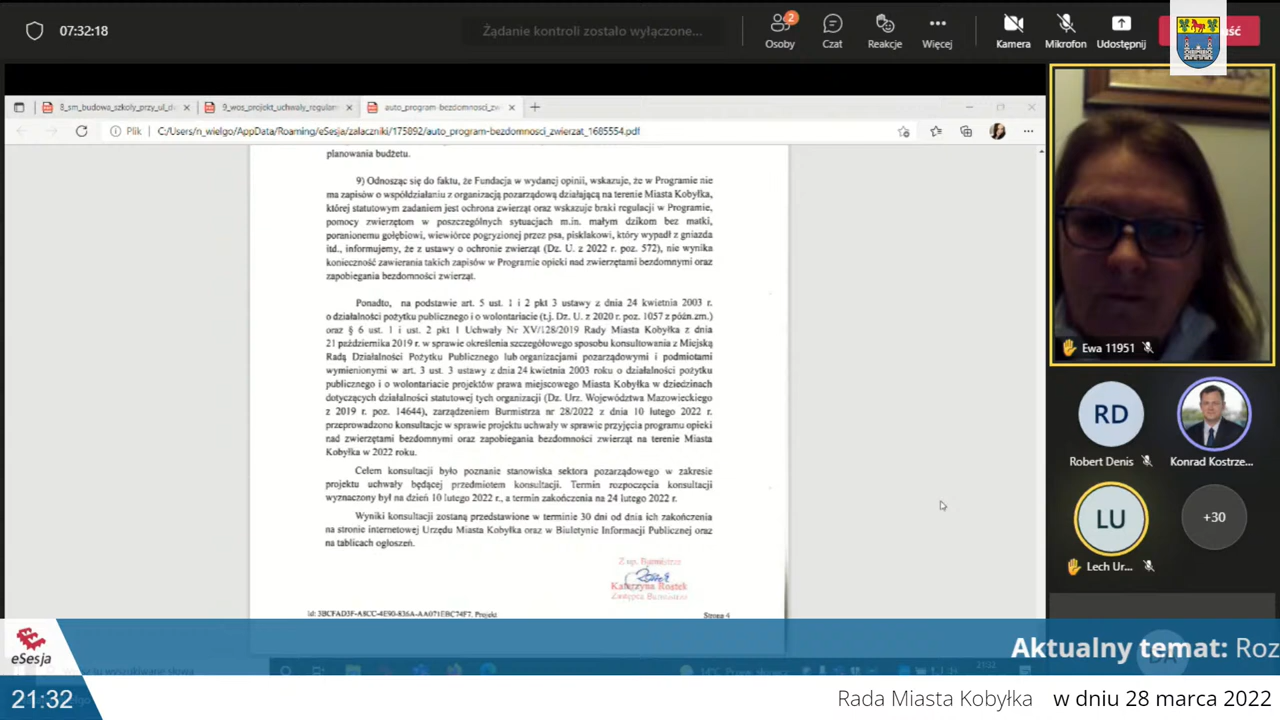 07:32:18
Żądanie kontroli zostało wyłączone...
2
Osoby
Czat
Reakcje
Więcej
Kamera
Mikrofon
Udostępnij
ść
8_sm_budowa_szkoly_przy_ul_d
9_wos_projekt_uchwaly_regulam
auto_program-bezdomnosci_zw
Plik
C:/Users/n_wielgo/AppData/Roaming/eSesja/zalaczniki/175892/auto_program-bezdomnosci_zwierzat_1685554.pdf
planowania budżetu.
9) Odnosząc się do faktu, że Fundacja w wydanej opinii, wskazuje, że w Programie nie
ma zapisów o współdziałaniu z organizacją pozarządową działającą na terenie Miasta Kobyłka,
której statutowym zadaniem jest ochrona zwierząt oraz wskazuje braki regulacji w Programie,
pomocy zwierzętom w poszczególnych sytuacjach m.in. małym dzikom bez matki,
poranionemu gołębiowi, wiewiórce pogryzionej przez psa, pisklakowi, który wypadł z gniazda
itd., informujemy, że z ustawy o ochronie zwierząt (Dz. U. z 2022 r. poz. 572), nie wynika
konieczność zawierania takich zapisów w Programie opieki nad zwierzętami bezdomnymi oraz
zapobiegania bezdomności zwierząt.
Ponadto, na podstawie art. 5 ust. 1 i 2 pkt 3 ustawy z dnia 24 kwietnia 2003 r.
o działalności pożytku publicznego i o wolontariacie (t.j. Dz. U. z 2020 r. poz. 1057 z późn.zm.)
oraz § 6 ust. 1 i ust. 2 pkt 1 Uchwały Nr XV/128/2019 Rady Miasta Kobyłka z dnia
21 października 2019 r. w sprawie określenia szczegółowego sposobu konsultowania z Miejską
Radą Działalności Pożytku Publicznego lub organizacjami pozarządowymi i podmiotami
wymienionymi w art. 3 ust. 3 ustawy z dnia 24 kwietnia 2003 roku o działalności pożytku
publicznego i o wolontariacie projektów prawa miejscowego Miasta Kobyłka w dziedzinach
dotyczących działalności statutowej tych organizacji (Dz. Urz. Województwa Mazowieckiego
z 2019 r. poz. 14644), zarządzeniem Burmistrza nr 28/2022 z dnia 10 lutego 2022 r.
przeprowadzono konsultacje w sprawie projektu uchwały w sprawie przyjęcia programu opieki
nad zwierzętami bezdomnymi oraz zapobiegania bezdomności zwierząt na terenie Miasta
Kobyłka w 2022 roku.
Celem konsultacji było poznanie stanowiska sektora pozarządowego w zakresie
projektu uchwały będącej przedmiotem konsultacji. Termin rozpoczęcia konsultacji
wyznaczony był na dzień 10 lutego 2022 r., a termin zakończenia na 24 lutego 2022 r.
Wyniki konsultacji zostaną przedstawione w terminie 30 dni od dnia ich zakończenia
na stronie internetowej Urzędu Miasta Kobyłka oraz w Biuletynie Informacji Publicznej oraz
na tablicach ogłoszeń.
Z up. Burmistrza
Katarzyna Rostek
Zastępca Burmistrza
Projekt
Strona 4
Ewa 11951
RD
Robert Denis
Konrad Kostrze...
LU
Lech Ur...
+30
Aktualny temat: Roz
eSesja
21:32
Rada Miasta Kobyłka w dniu 28 marca 2022